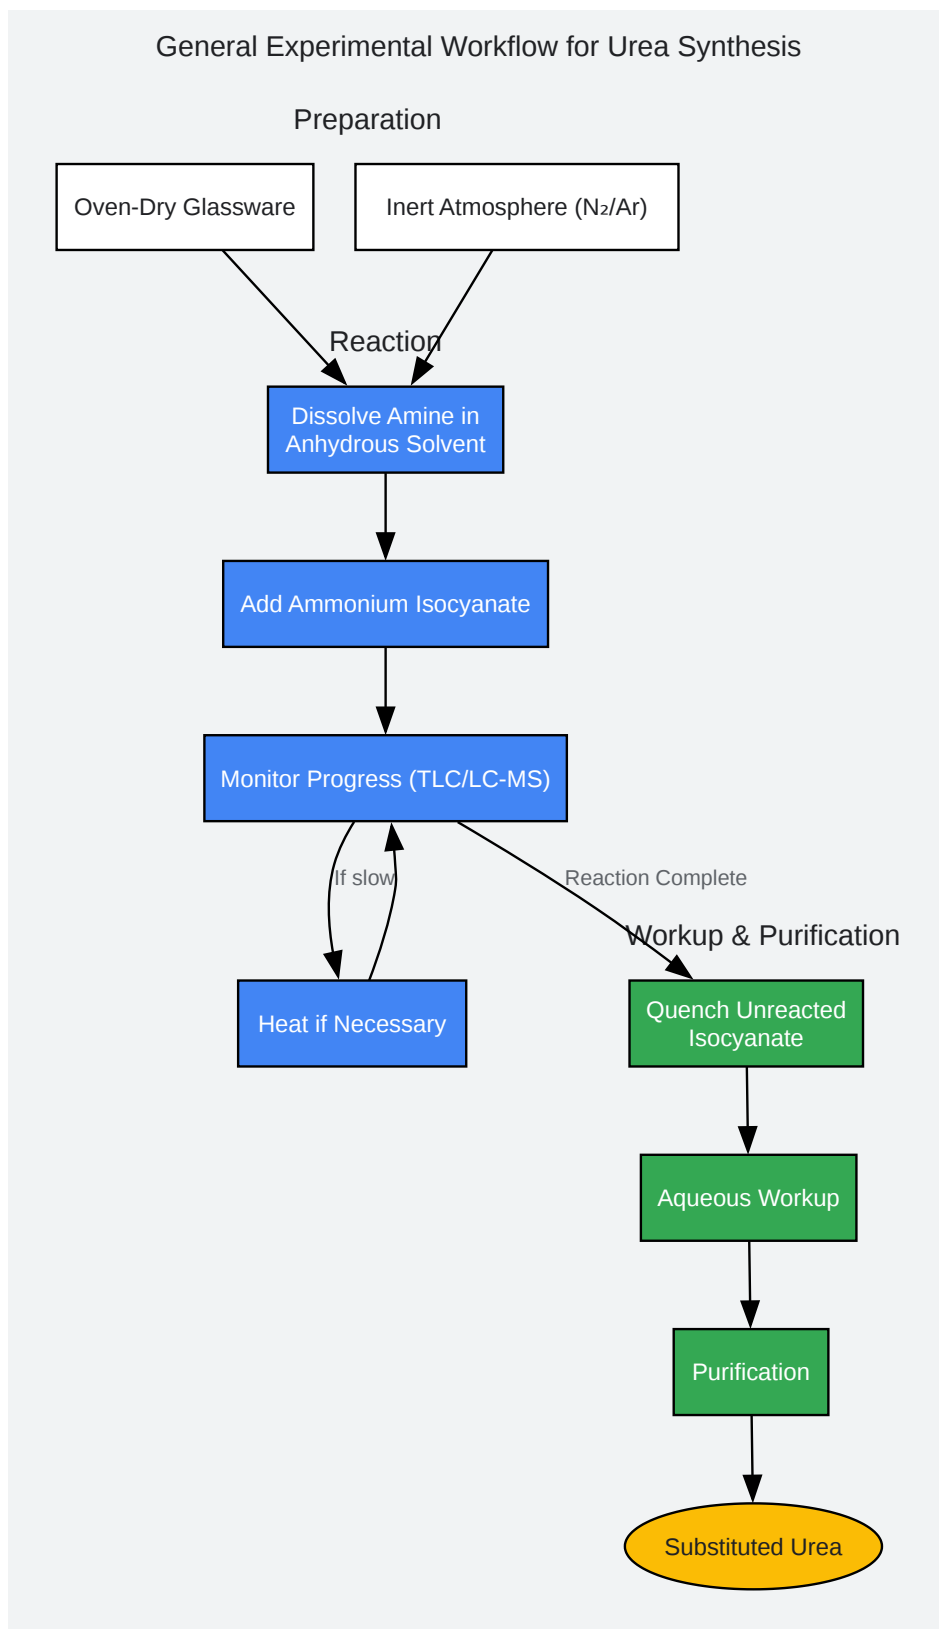 General Experimental Workflow for Urea Synthesis
Preparation
Oven-Dry Glassware
Inert Atmosphere (N₂/Ar)
Reaction
Dissolve Amine in
Anhydrous Solvent
Add Ammonium Isocyanate
Monitor Progress (TLC/LC-MS)
If slow
Reaction Complete
Workup & Purification
Heat if Necessary
Quench Unreacted
Isocyanate
Aqueous Workup
Purification
Substituted Urea